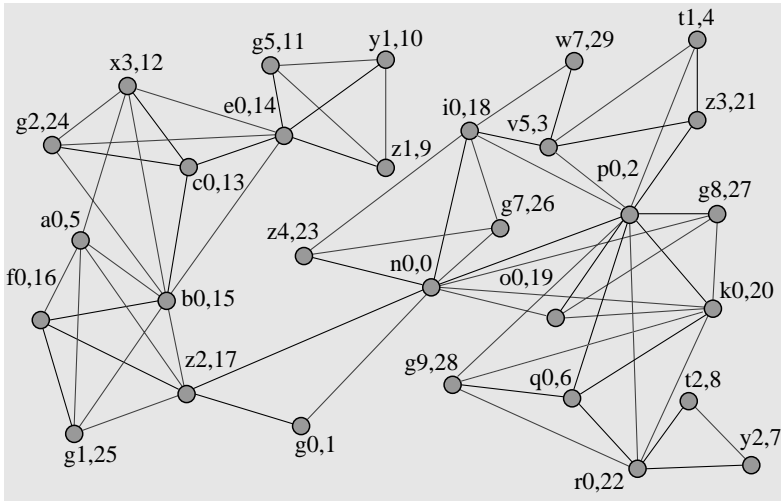 t1,4
w7,29
y1,10
g5,11
x3,12
e0,14
i0,18
v5,3
z3,21
g2,24
z1,9
p0,2
c0,13
g7,26
g8,27
a0,5
z4,23
n0,0
o0,19
f0,16
b0,15
k0,20
z2,17
g9,28
q0,6
t2,8
g1,25
g0,1
y2,7
r0,22